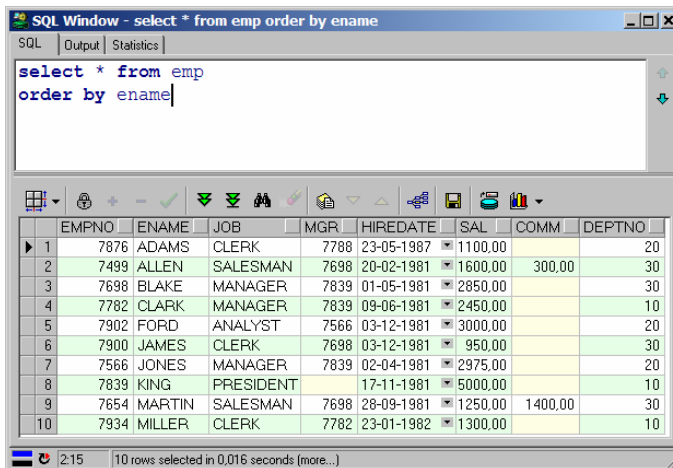 SQL Window - select * from emp order by ename
SQL Output Statistics
select * from emp
order by ename
EMPNO ENAME JOB MGR HIREDATE SAL COMM DEPTNO
1 7876 ADAMS CLERK 7788 23-05-1987 1100,00 20
2 7499 ALLEN SALESMAN 7698 20-02-1981 1600,00 300,00 30
3 7698 BLAKE MANAGER 7839 01-05-1981 2850,00 30
4 7782 CLARK MANAGER 7839 09-06-1981 2450,00 10
5 7902 FORD ANALYST 7566 03-12-1981 3000,00 20
6 7900 JAMES CLERK 7698 03-12-1981 950,00 30
7 7566 JONES MANAGER 7839 02-04-1981 2975,00 20
8 7839 KING PRESIDENT 17-11-1981 5000,00 10
9 7654 MARTIN SALESMAN 7698 28-09-1981 1250,00 1400,00 30
10 7934 MILLER CLERK 7782 23-01-1982 1300,00 10
2:15 10 rows selected in 0,016 seconds (more...)